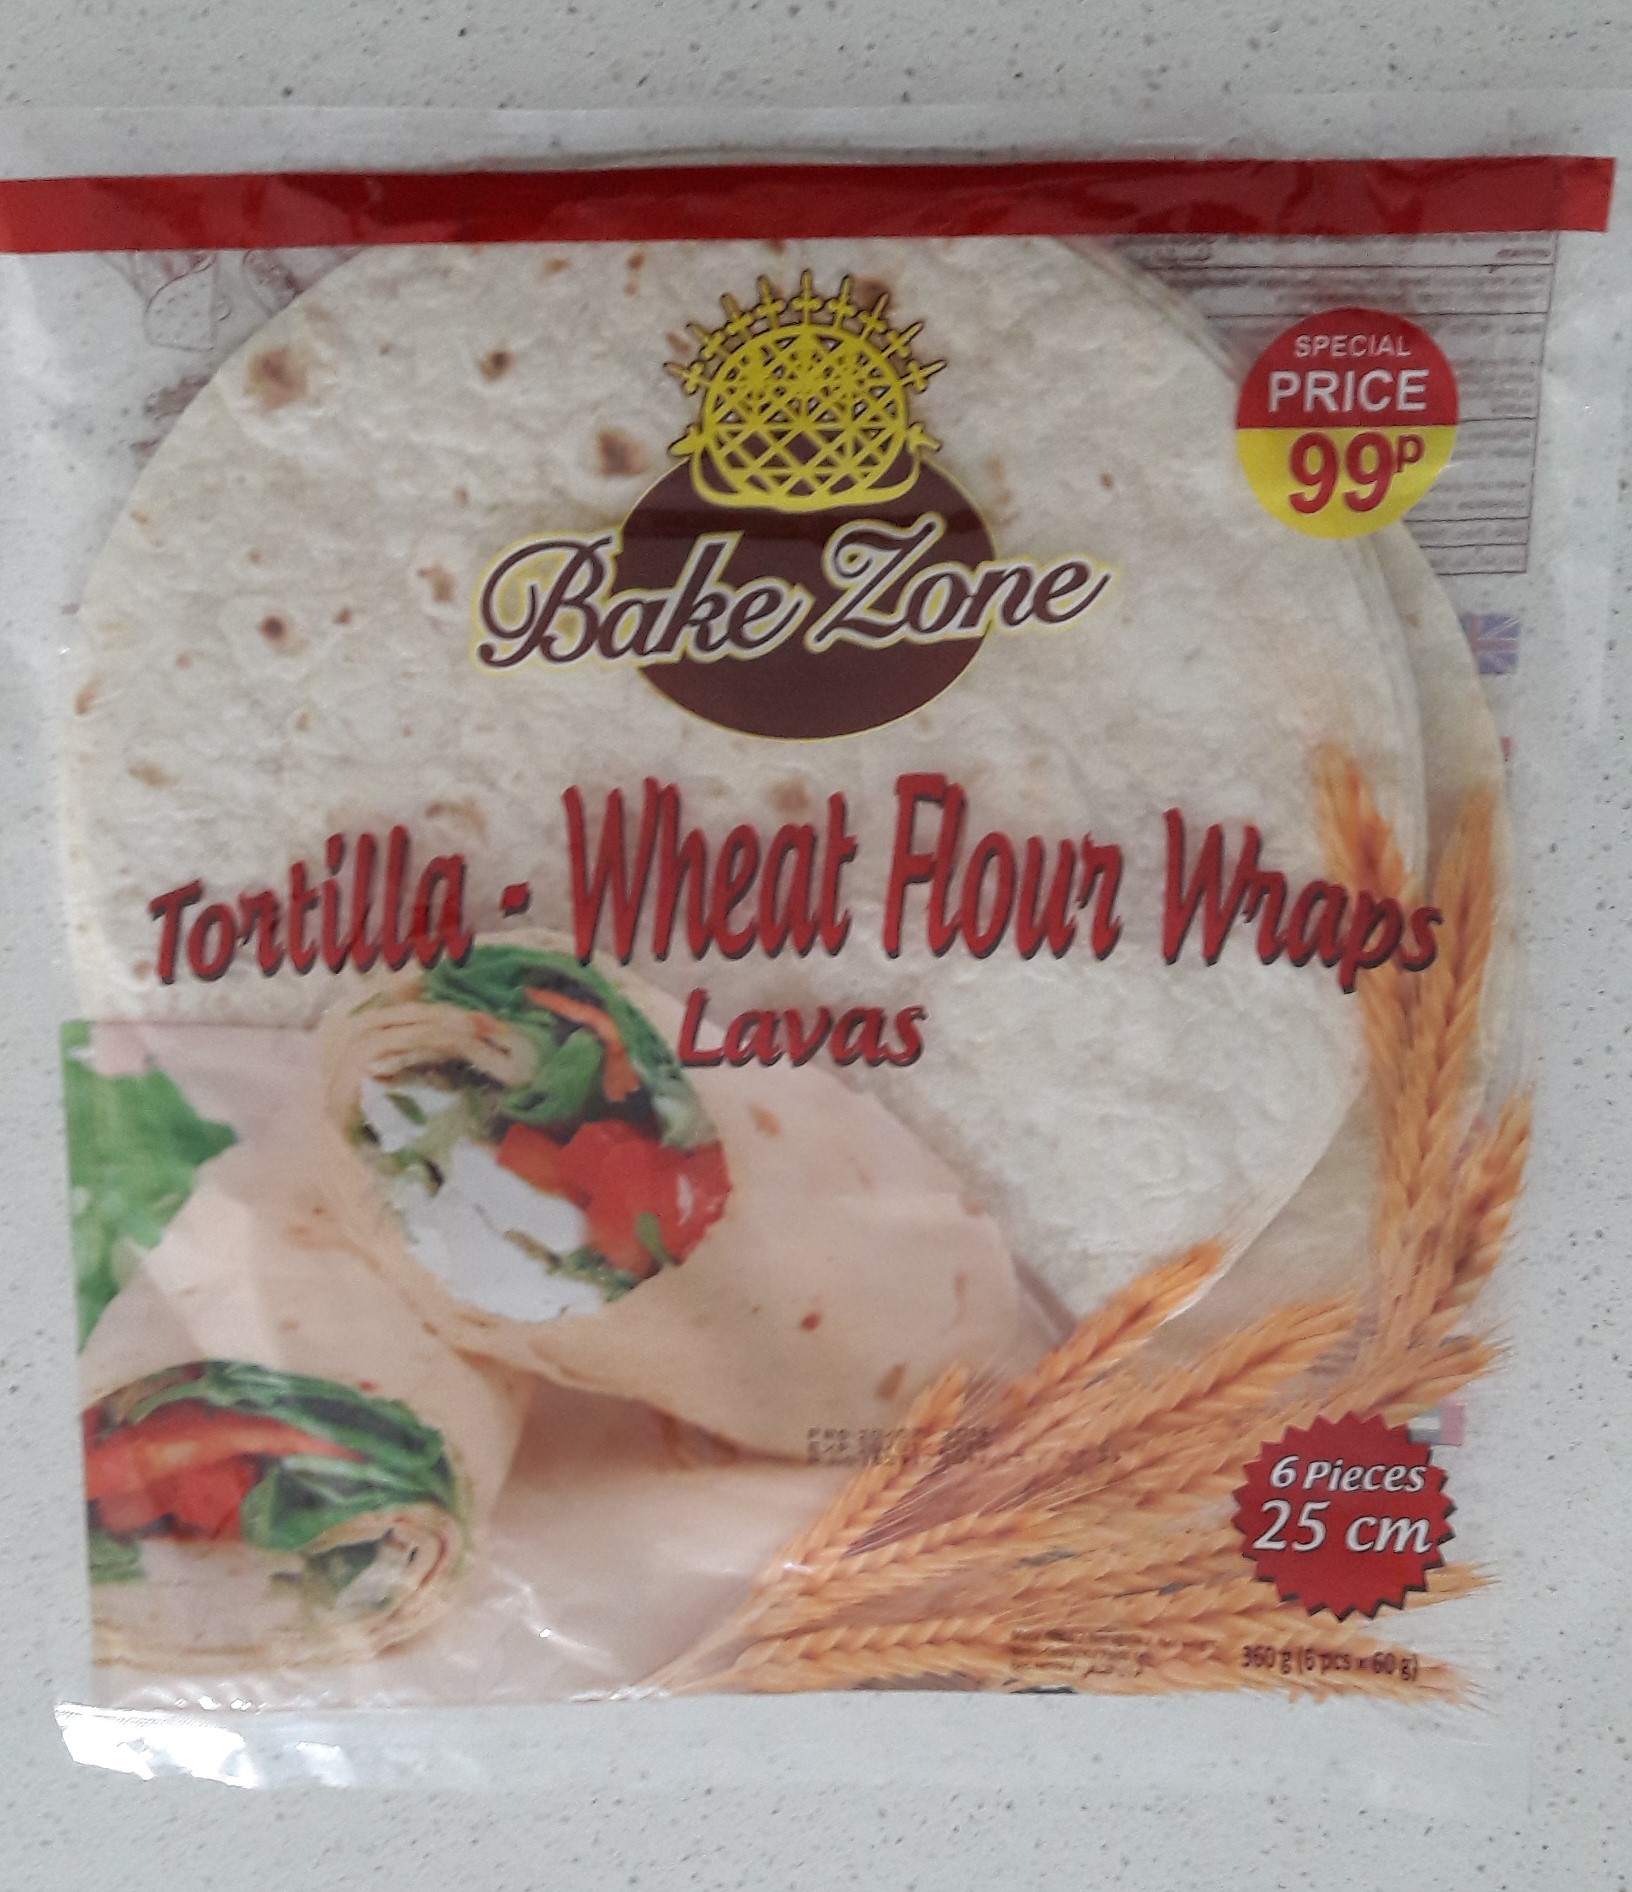 SPECIAL
PRICE
99p
Bake Zone
Tortilla - Wheat Flour Wraps
Lavas
6 Pieces
25 cm
360 g (6 pcs x 60 g)